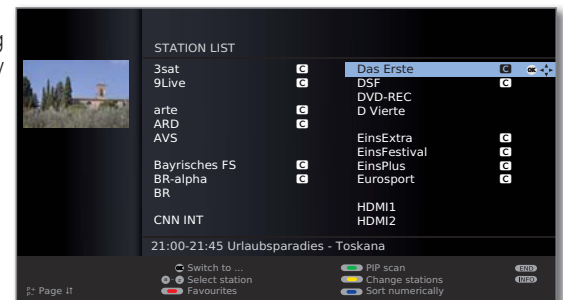 STATION LIST
3sat C
9Live C
arte C
ARD C
AVS
Bayrisches FS C
BR-alpha C
BR
CNN INT
Das Erste C OK
DSF C
DVD-REC
D Vierte
EinsExtra C
EinsFestival C
EinsPlus C
Eurosport C
HDMI1
HDMI2
21:00-21:45 Urlaubsparadies - Toskana
OK Switch to ...
Select station
Favourites
PIP scan
Change stations
Sort numerically
END
INFO
P+ P- Page